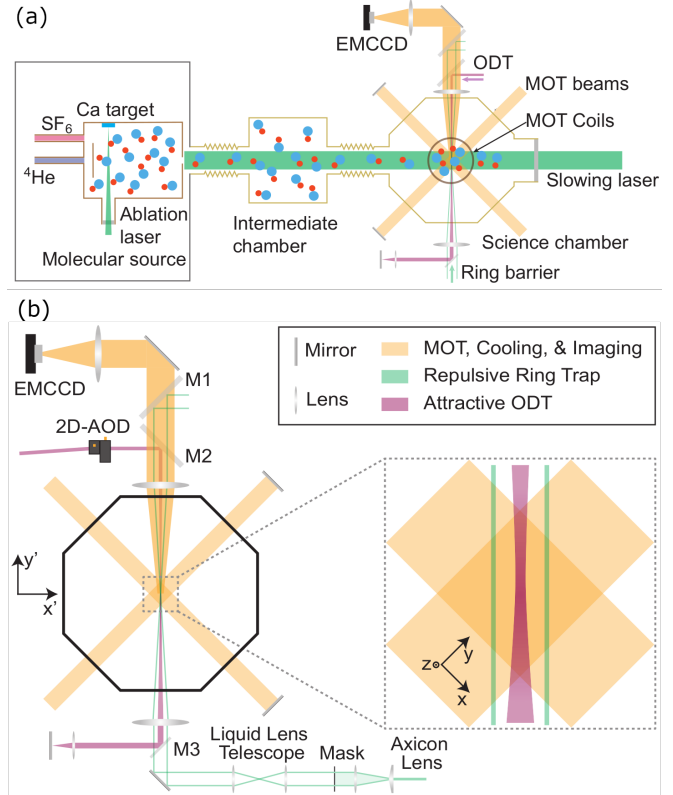 (a)
EMCCD
ODT
MOT beams
Ca target
SF6
MOT Coils
4He
Slowing laser
Ablation
laser
Intermediate
chamber
Molecular source
Science chamber
Ring barrier
(b)
EMCCD
M1
2D-AOD
M2
Mirror
Lens
MOT, Cooling, & Imaging
Repulsive Ring Trap
Attractive ODT
y'
x'
y
z
x
M3
Liquid Lens
Telescope
Mask
Axicon
Lens